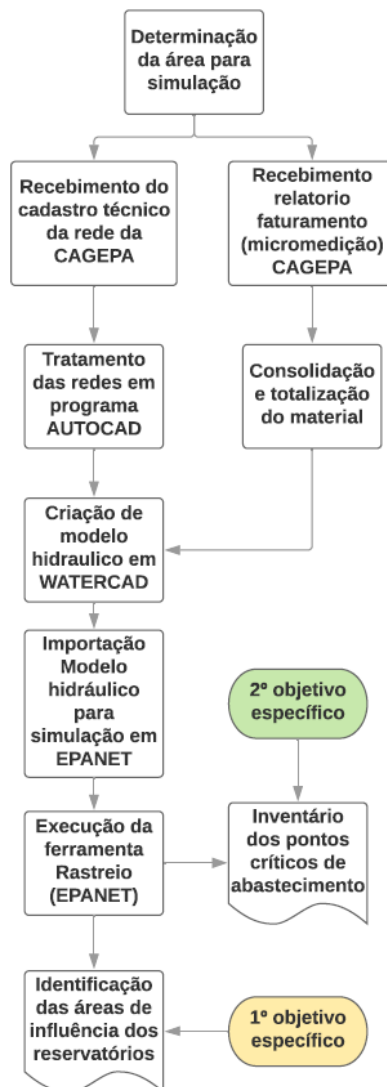 Determinação
da área para
simulação
Recebimento do
cadastro técnico
da rede da
CAGEPA
Recebimento
relatorio
faturamento
(micromedição)
CAGEPA
Tratamento
das redes em
programa
AUTOCAD
Consolidação
e totalização
do material
Criação de
modelo
hidraulico em
WATERCAD
Importação
Modelo
hidráulico
para
simulação em
EPANET
2º objetivo
específico
Execução da
ferramenta
Rastreio
(EPANET)
Inventário
dos pontos
críticos de
abastecimento
Identificação
das áreas de
influência dos
reservatórios
1º objetivo
específico